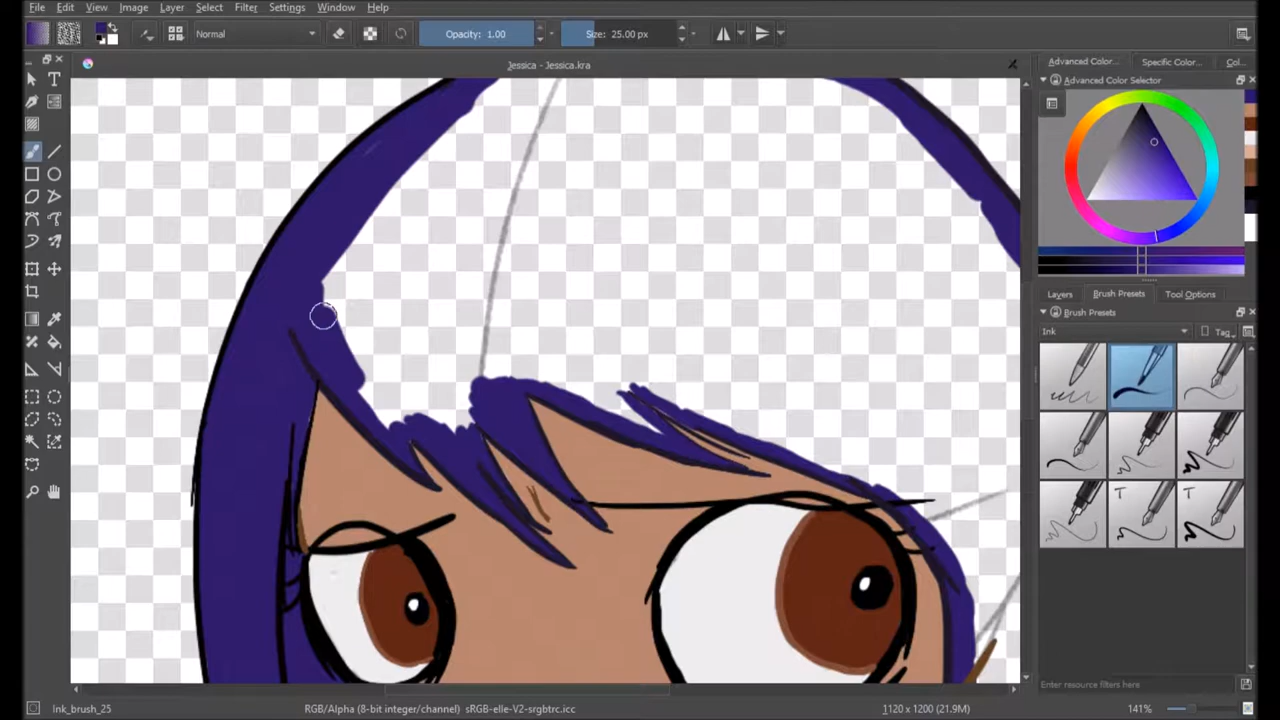 File Edit View Image Layer Select Filter Settings Window Help
Normal Opacity: 1.00 Size: 25.00 px
Jessica - Jessica.kra
Advanced Color... Specific Color... Col...
Advanced Color Selector
Layers Brush Presets Tool Options
Brush Presets
Ink Tag
T T
Enter resource filters here
Ink_brush_25 RGB/Alpha (8-bit integer/channel) sRGB-elle-V2-srgbtrc.icc 1120 x 1200 (21.9M) 141%